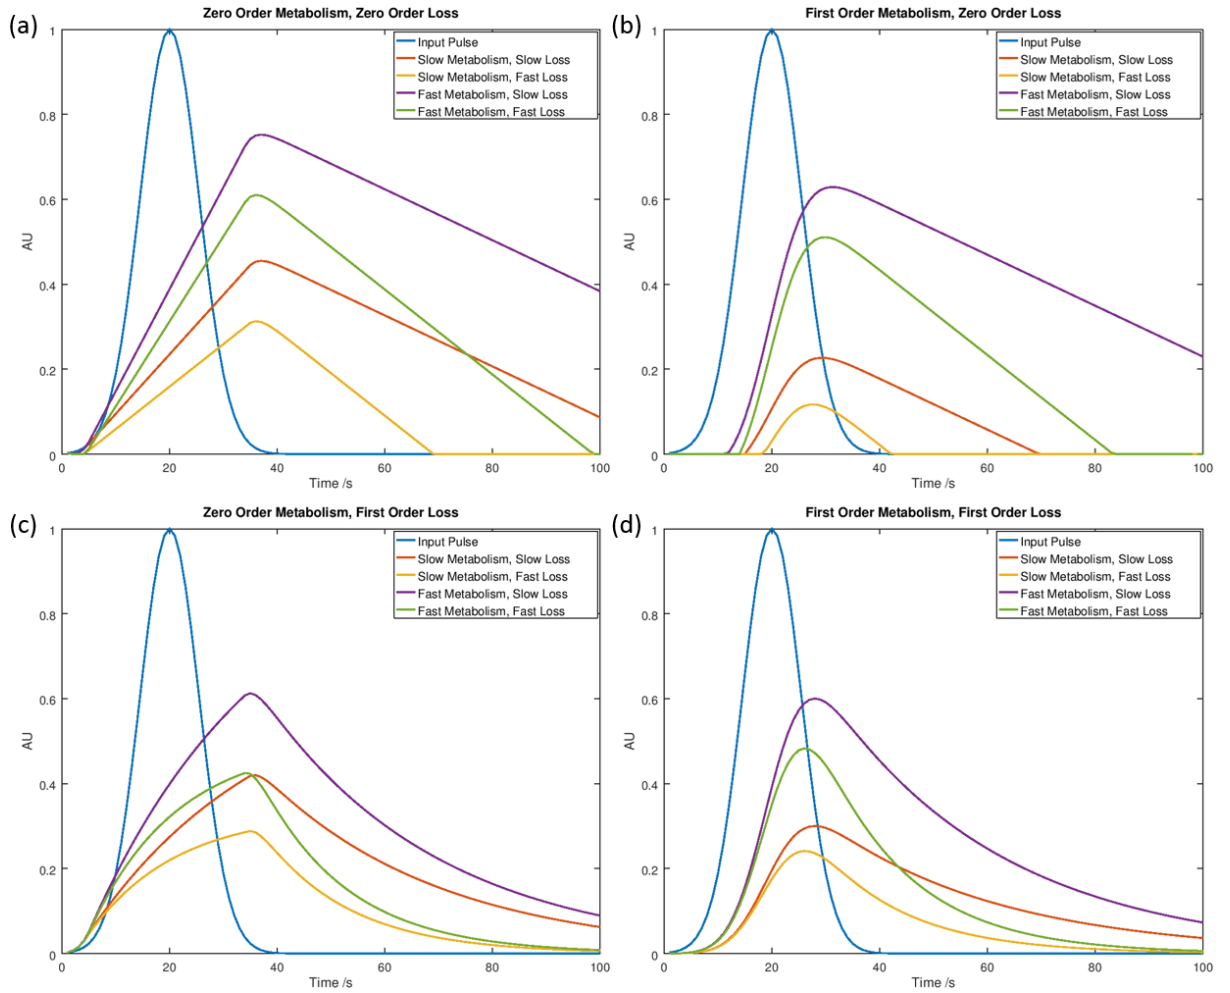 (a)
Zero Order Metabolism, Zero Order Loss
1
0.8
0.6
0.4
0.2
0
AU
Input Pulse
Slow Metabolism, Slow Loss
Slow Metabolism, Fast Loss
Fast Metabolism, Slow Loss
Fast Metabolism, Fast Loss
0 20 40 60 80 100
Time /s
(b)
First Order Metabolism, Zero Order Loss
1
0.8
0.6
0.4
0.2
0
AU
Input Pulse
Slow Metabolism, Slow Loss
Slow Metabolism, Fast Loss
Fast Metabolism, Slow Loss
Fast Metabolism, Fast Loss
0 20 40 60 80 100
Time /s
(c)
Zero Order Metabolism, First Order Loss
1
0.8
0.6
0.4
0.2
0
AU
Input Pulse
Slow Metabolism, Slow Loss
Slow Metabolism, Fast Loss
Fast Metabolism, Slow Loss
Fast Metabolism, Fast Loss
0 20 40 60 80 100
Time /s
(d)
First Order Metabolism, First Order Loss
1
0.8
0.6
0.4
0.2
0
AU
Input Pulse
Slow Metabolism, Slow Loss
Slow Metabolism, Fast Loss
Fast Metabolism, Slow Loss
Fast Metabolism, Fast Loss
0 20 40 60 80 100
Time /s